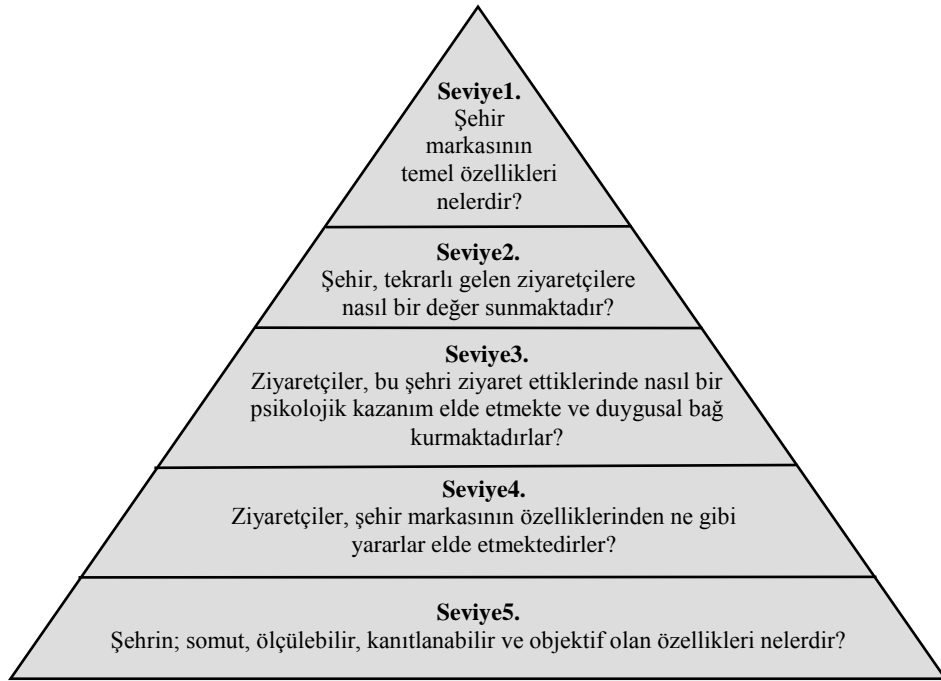 Seviye1.
Şehir
markasının
temel özellikleri
nelerdir?
Seviye2.
Şehir, tekrarlı gelen ziyaretçilere
nasıl bir değer sunmaktadır?
Seviye3.
Ziyaretçiler, bu şehri ziyaret ettiklerinde nasıl bir
psikolojik kazanım elde etmekte ve duygusal bağ
kurmaktadırlar?
Seviye4.
Ziyaretçiler, şehir markasının özelliklerinden ne gibi
yararlar elde etmektedirler?
Seviye5.
Şehrin; somut, ölçülebilir, kanıtlanabilir ve objektif olan özellikleri nelerdir?